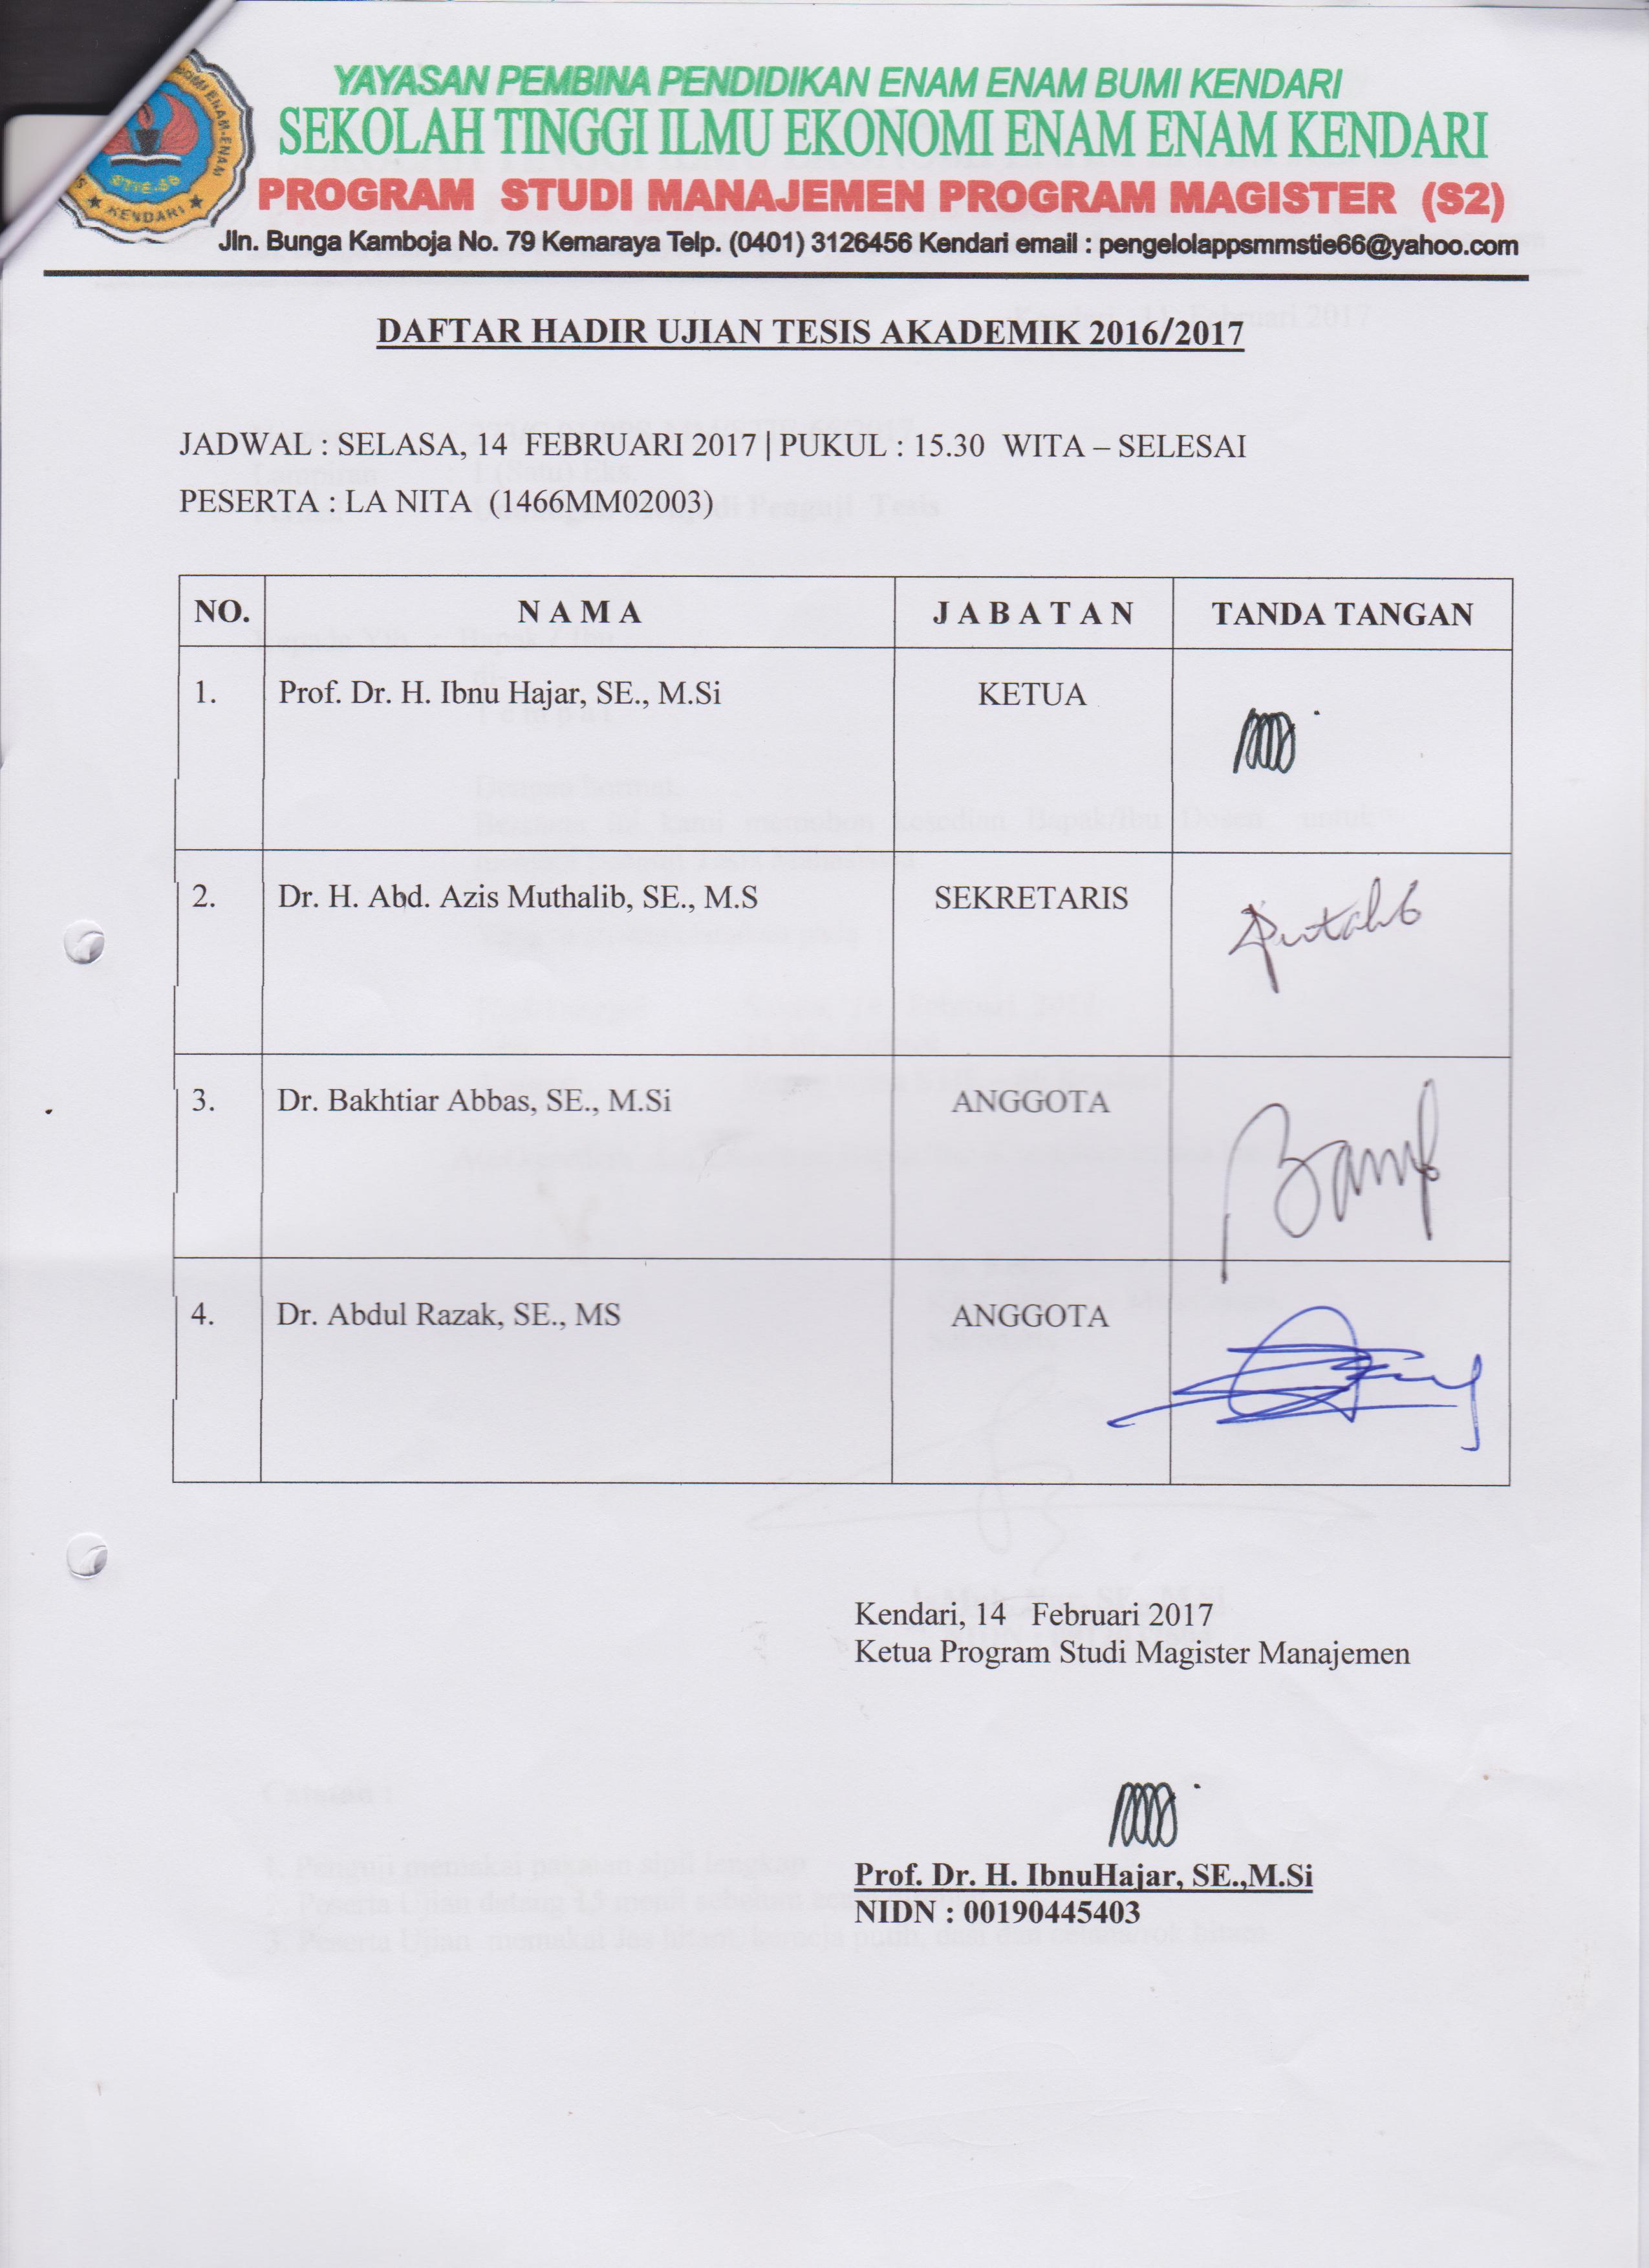 YAYASAN PEMBINA PENDIDIKAN ENAM ENAM BUMI KENDARI
SEKOLAH TINGGI ILMU EKONOMI ENAM ENAM KENDARI
PROGRAM STUDI MANAJEMEN PROGRAM MAGISTER (S2)
Jln. Bunga Kamboja No. 79 Kemaraya Telp. (0401) 3126456 Kendari email : pengelolappsmmstie66@yahoo.com
DAFTAR HADIR UJIAN TESIS AKADEMIK 2016/2017
JADWAL : SELASA, 14 FEBRUARI 2017 | PUKUL : 15.30 WITA – SELESAI
PESERTA : LA NITA (1466MM02003)
NO. N A M A J A B A T A N TANDA TANGAN
1. Prof. Dr. H. Ibnu Hajar, SE., M.Si KETUA
2. Dr. H. Abd. Azis Muthalib, SE., M.S SEKRETARIS
3. Dr. Bakhtiar Abbas, SE., M.Si ANGGOTA
4. Dr. Abdul Razak, SE., MS ANGGOTA
Kendari, 14 Februari 2017
Ketua Program Studi Magister Manajemen
Prof. Dr. H. IbnuHajar, SE.,M.Si
NIDN : 00190445403